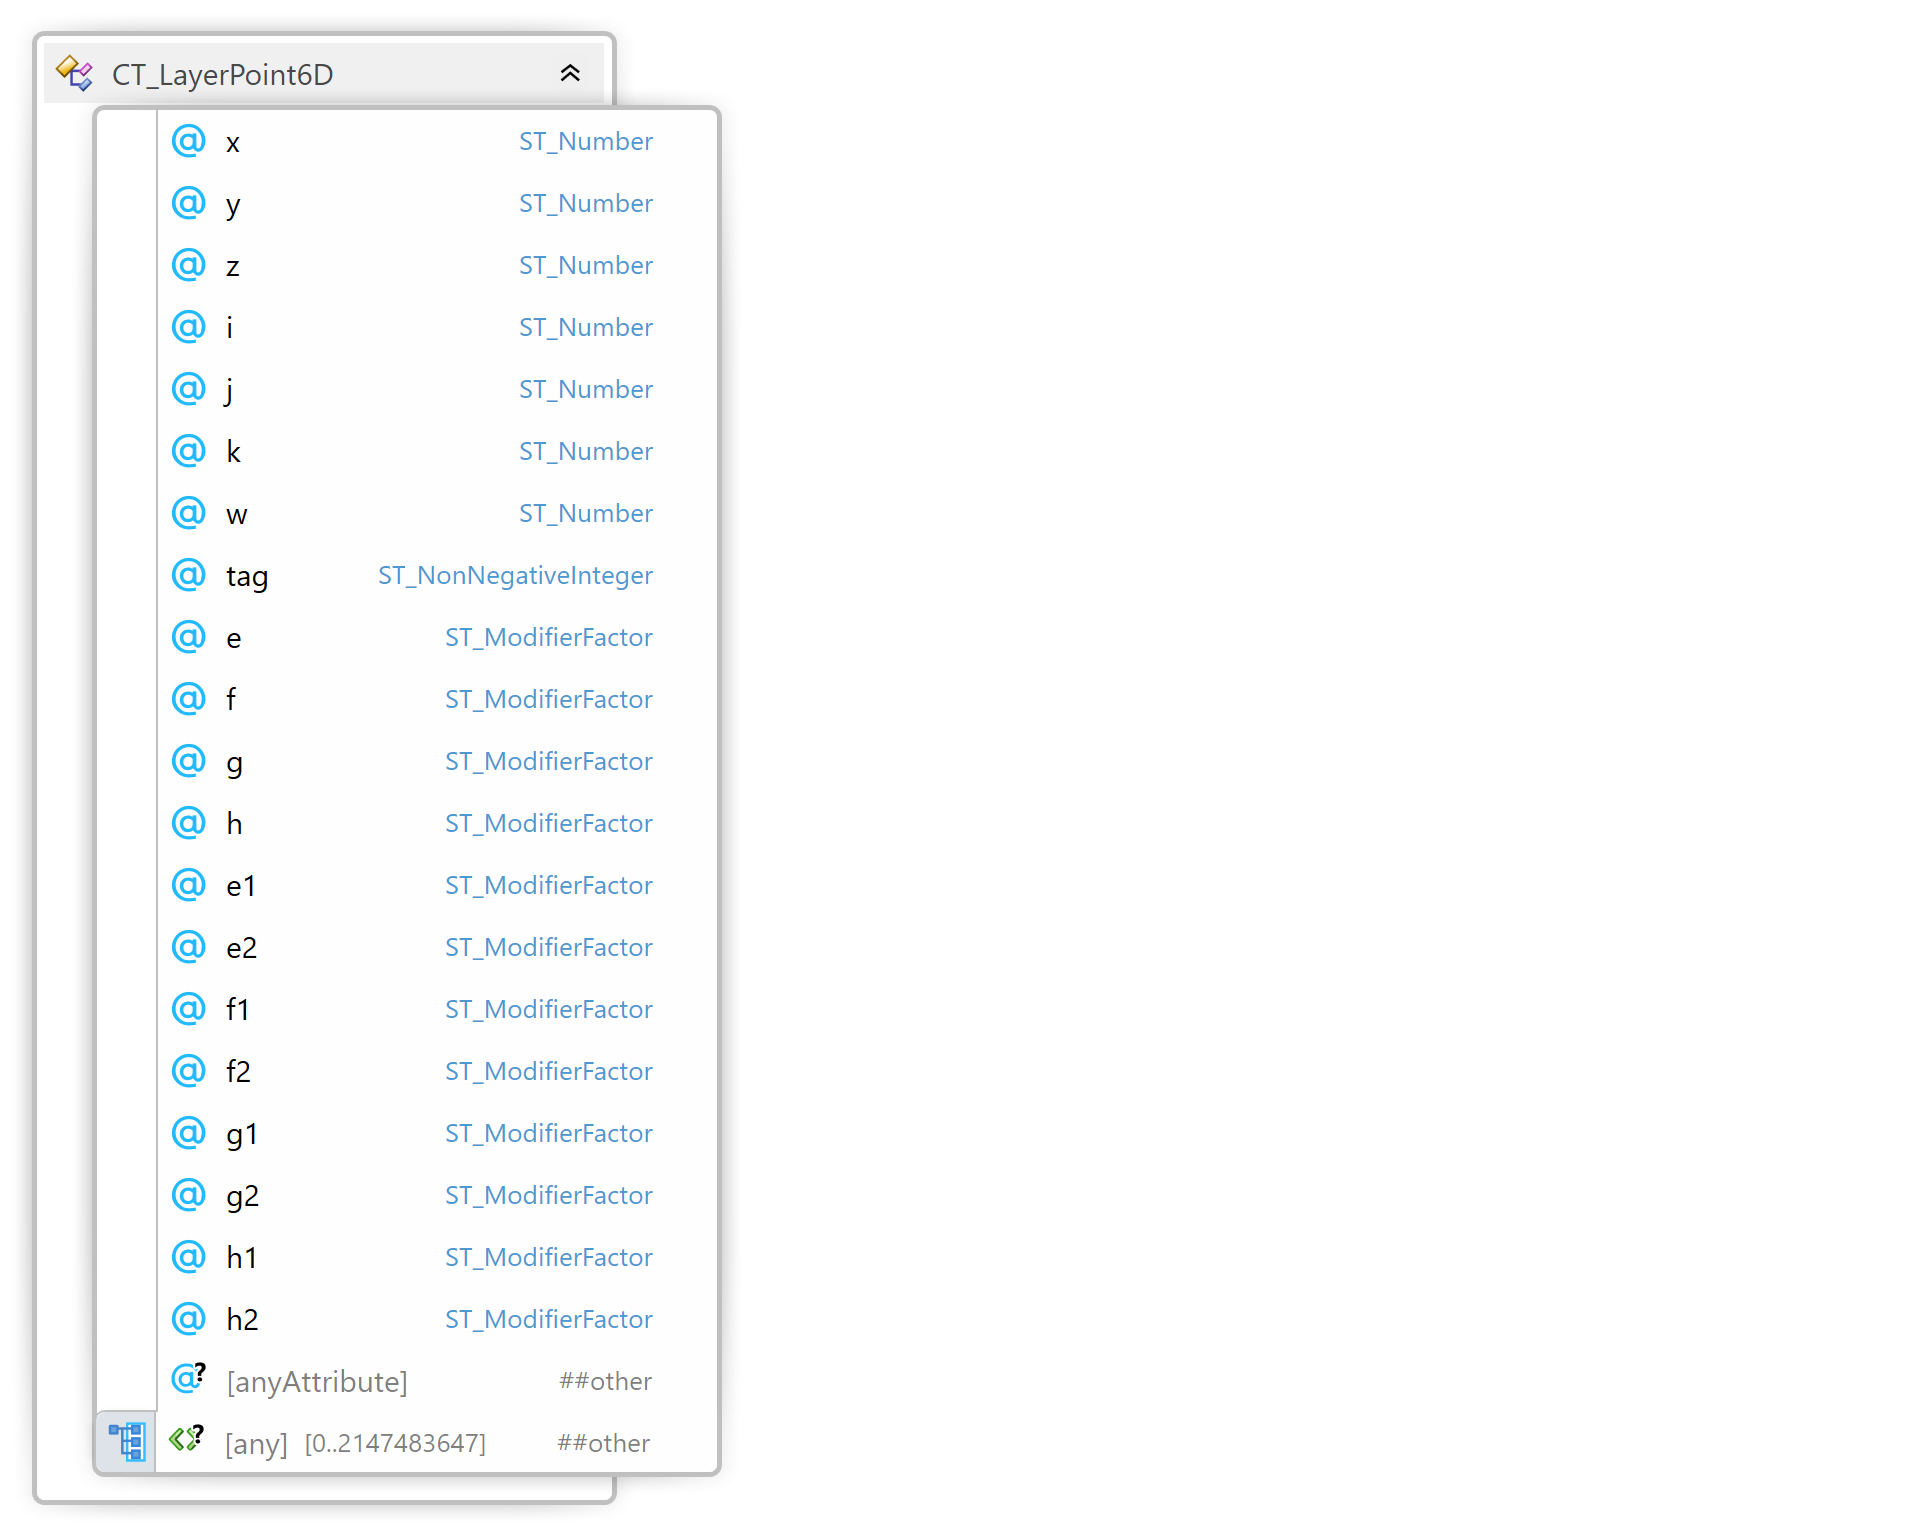 CT_LayerPoint6D
@ x ST_Number
@ y ST_Number
@ z ST_Number
@ i ST_Number
@ j ST_Number
@ k ST_Number
@ w ST_Number
@ tag ST_NonNegativeInteger
@ e ST_ModifierFactor
@ f ST_ModifierFactor
@ g ST_ModifierFactor
@ h ST_ModifierFactor
@ e1 ST_ModifierFactor
@ e2 ST_ModifierFactor
@ f1 ST_ModifierFactor
@ f2 ST_ModifierFactor
@ g1 ST_ModifierFactor
@ g2 ST_ModifierFactor
@ h1 ST_ModifierFactor
@ h2 ST_ModifierFactor
@? [anyAttribute] ##other
<>? [any] [0..2147483647] ##other